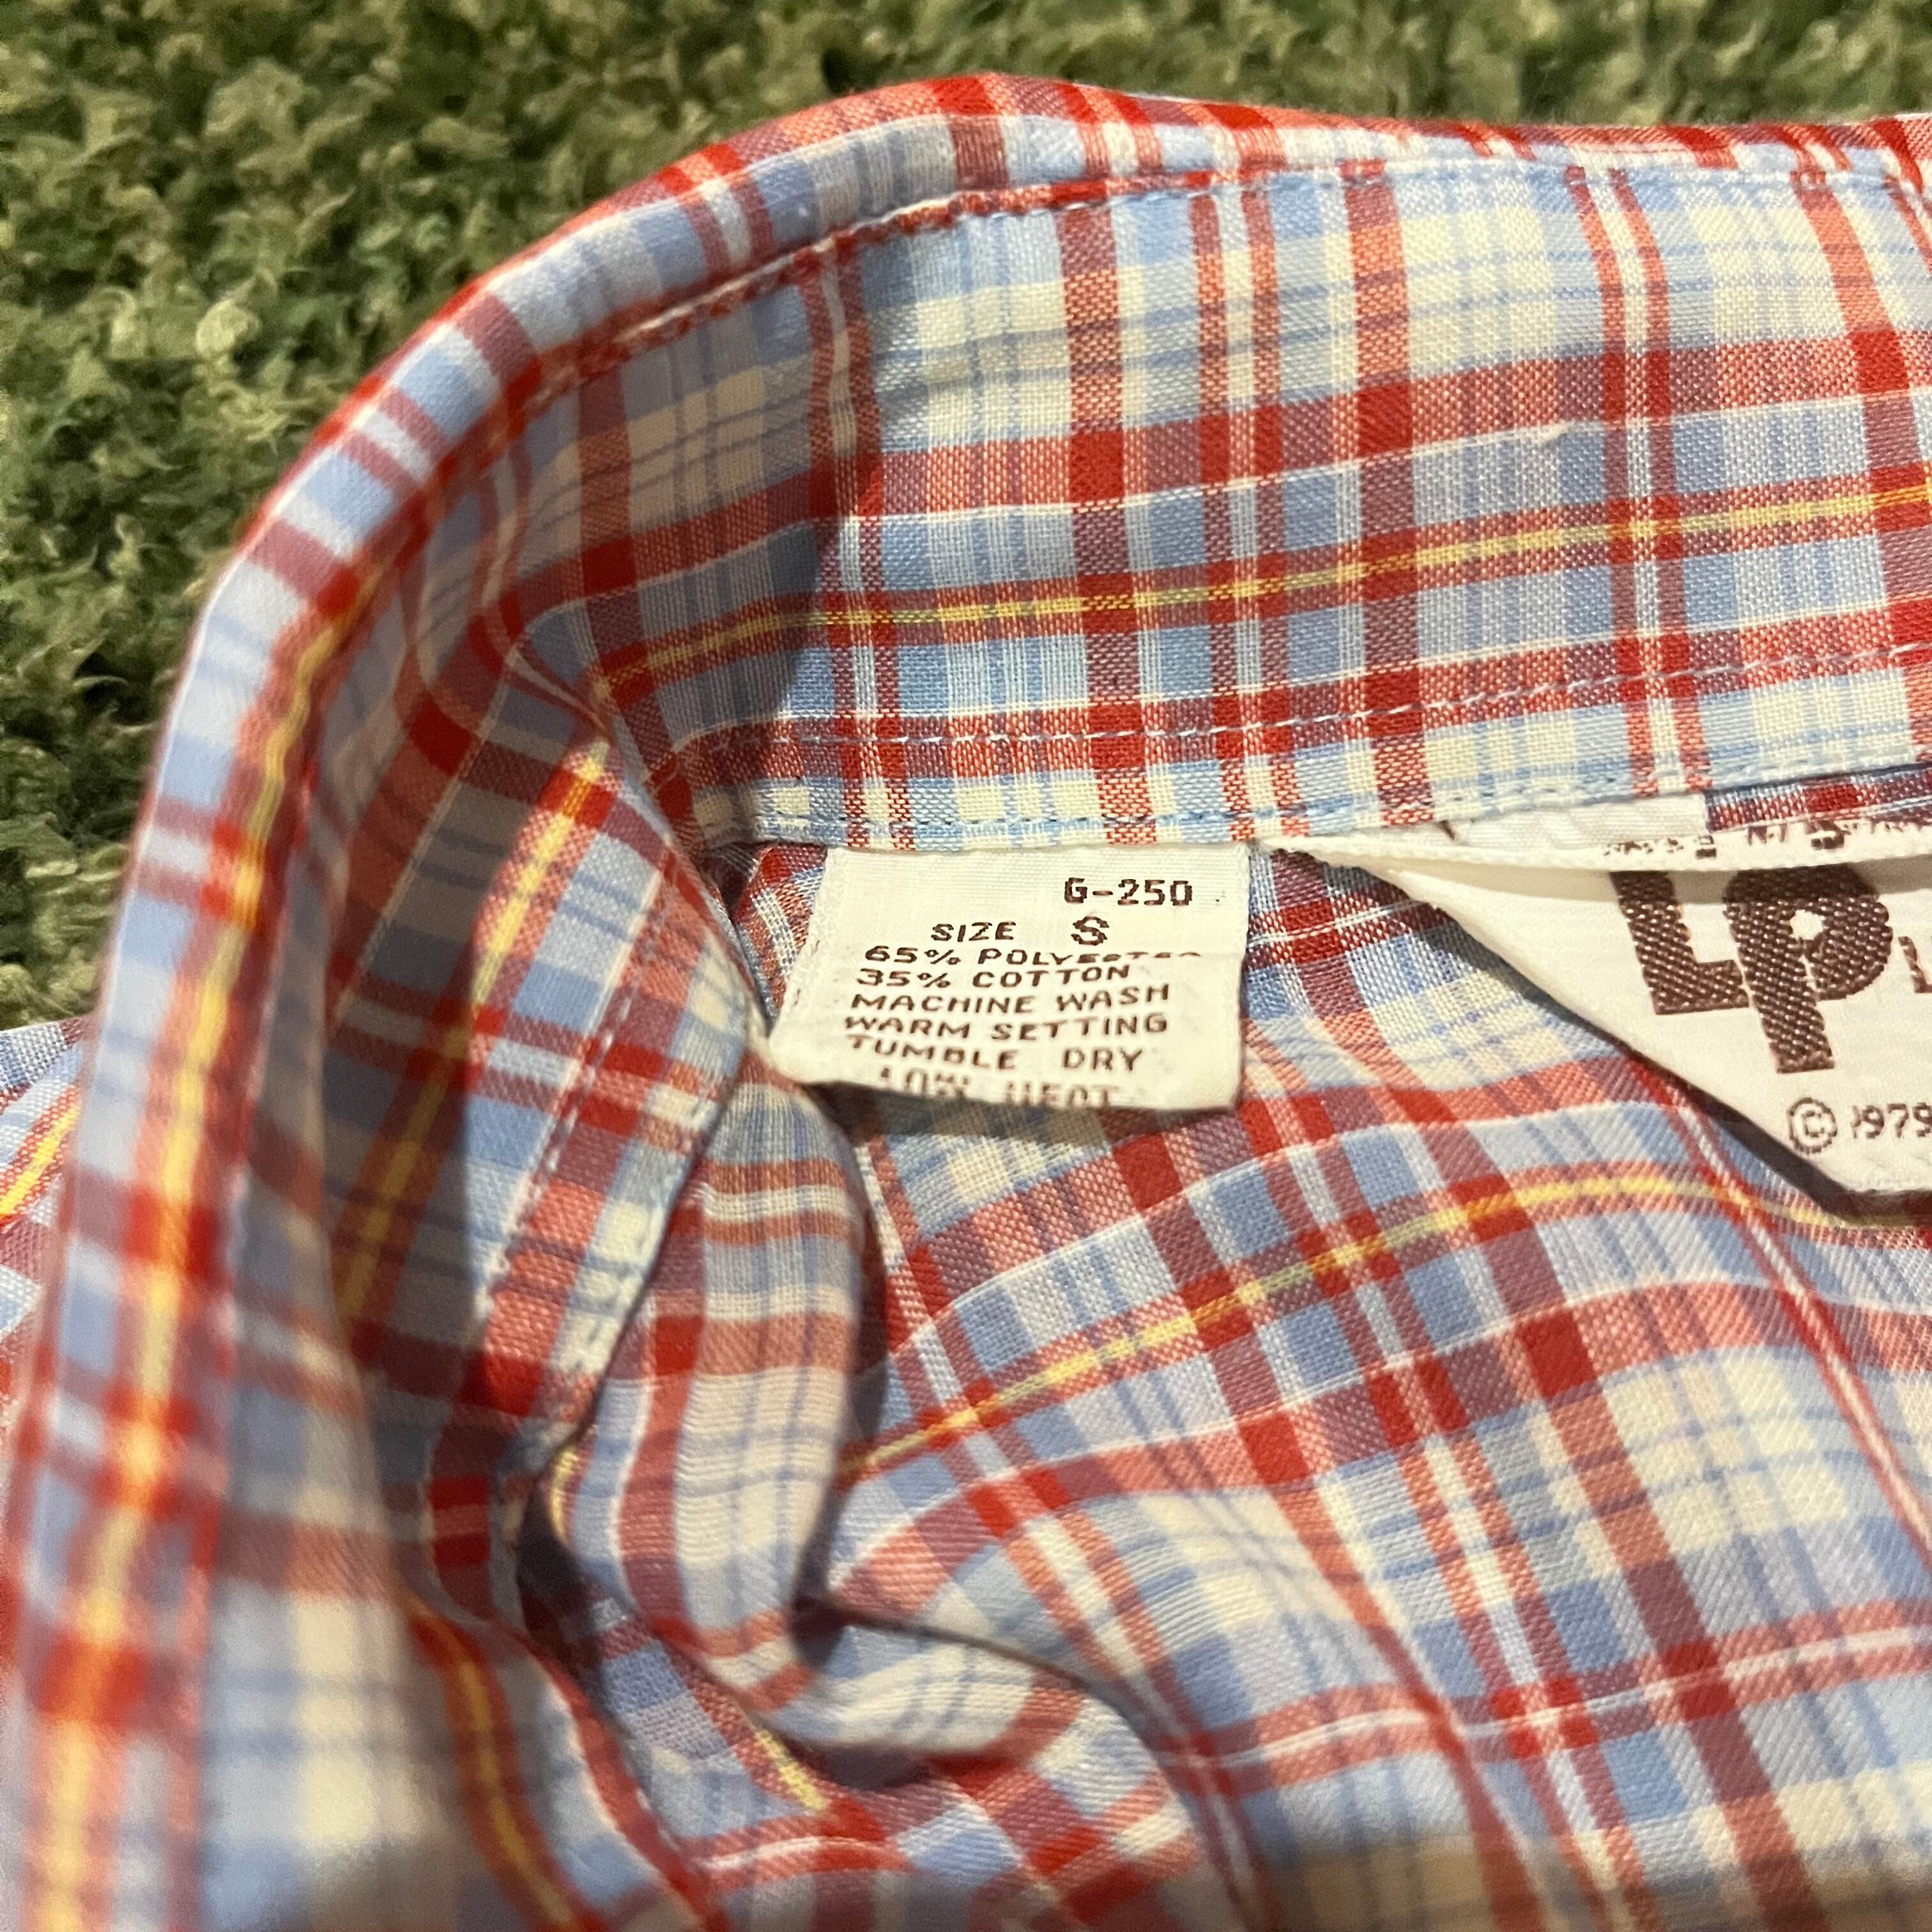 G-250
SIZE S
65% POLYESTER
35% COTTON
MACHINE WASH
WARM SETTING
TUMBLE DRY
LOW HEAT
LP
© 1979